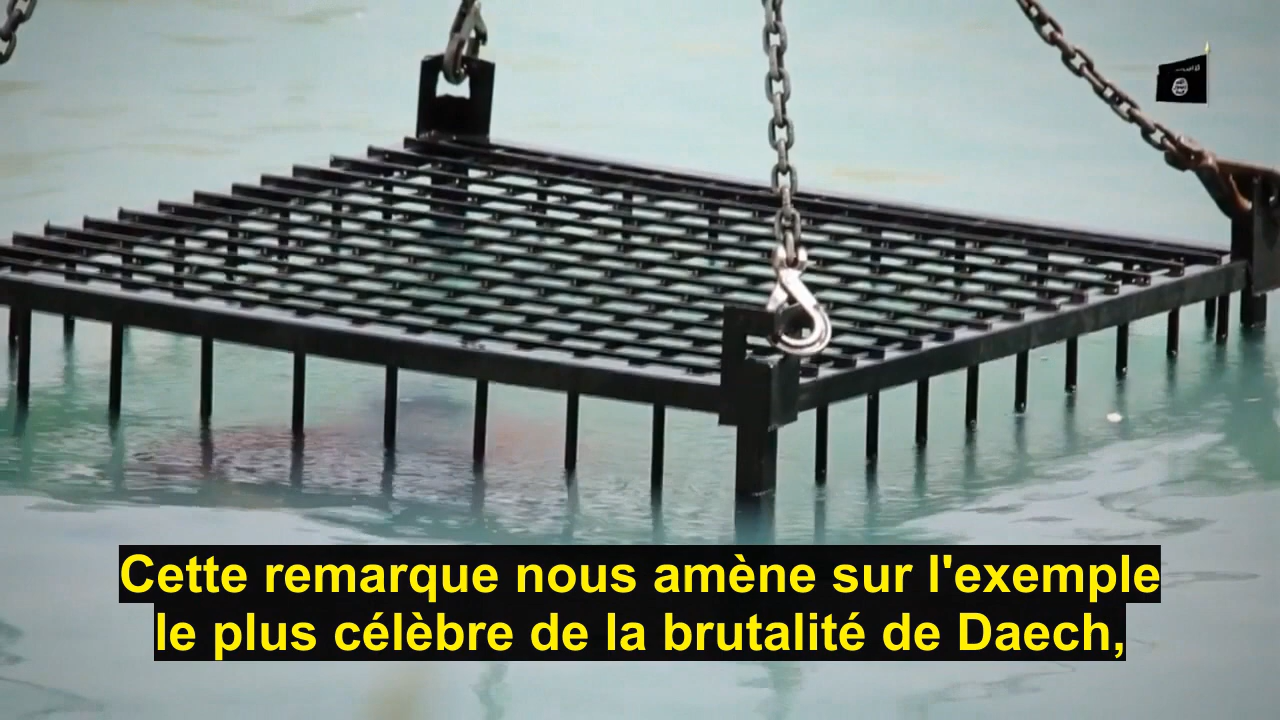 Cette remarque nous amène sur l'exemple
le plus célèbre de la brutalité de Daech,